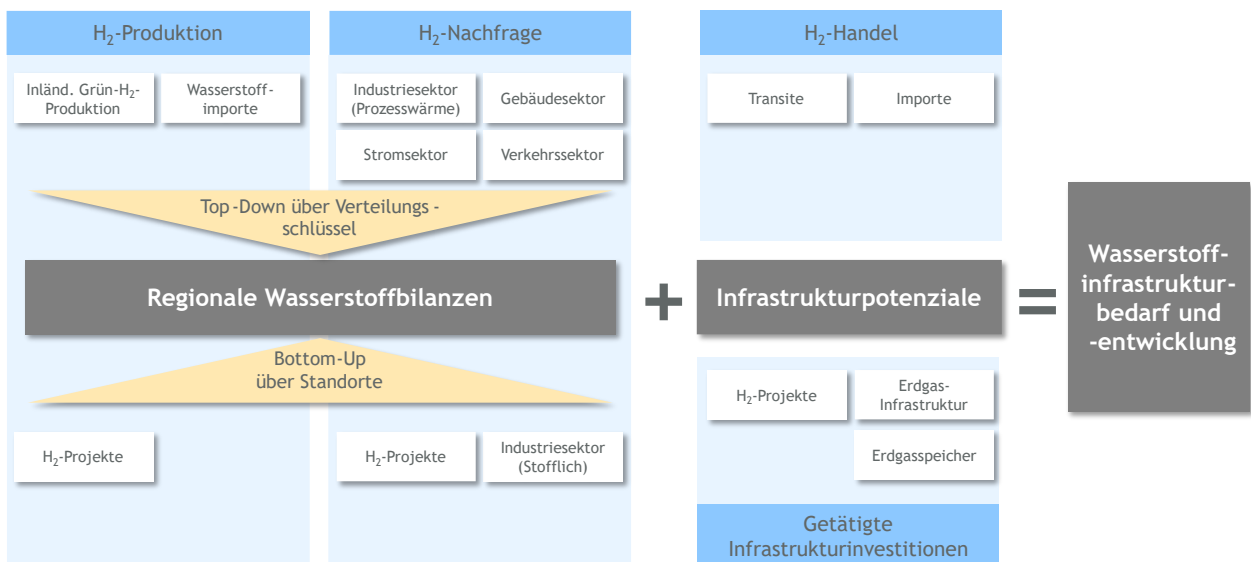 H₂-Produktion
H₂-Nachfrage
H₂-Handel
Inländ. Grün-H₂-
Produktion
Wasserstoff-
importe
Industriesektor
(Prozesswärme)
Gebäudesektor
Stromsektor
Verkehrssektor
Transite
Importe
Top-Down über Verteilungs -
schlüssel
Regionale Wasserstoffbilanzen
+
Infrastrukturpotenziale
=
Wasserstoff-
infrastruktur-
bedarf und
-entwicklung
Bottom-Up
über Standorte
H₂-Projekte
H₂-Projekte
Industriesektor
(Stofflich)
H₂-Projekte
Erdgas-
Infrastruktur
Erdgasspeicher
Getätigte
Infrastrukturinvestitionen